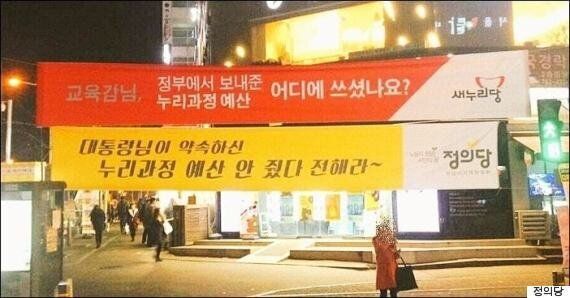 교육감님, 정부에서 보내준 누리과정 예산 어디에 쓰셨나요? 새누리당
대통령님이 약속하신
누리과정 예산 안 줬다 전해라~ 정의당
정의당